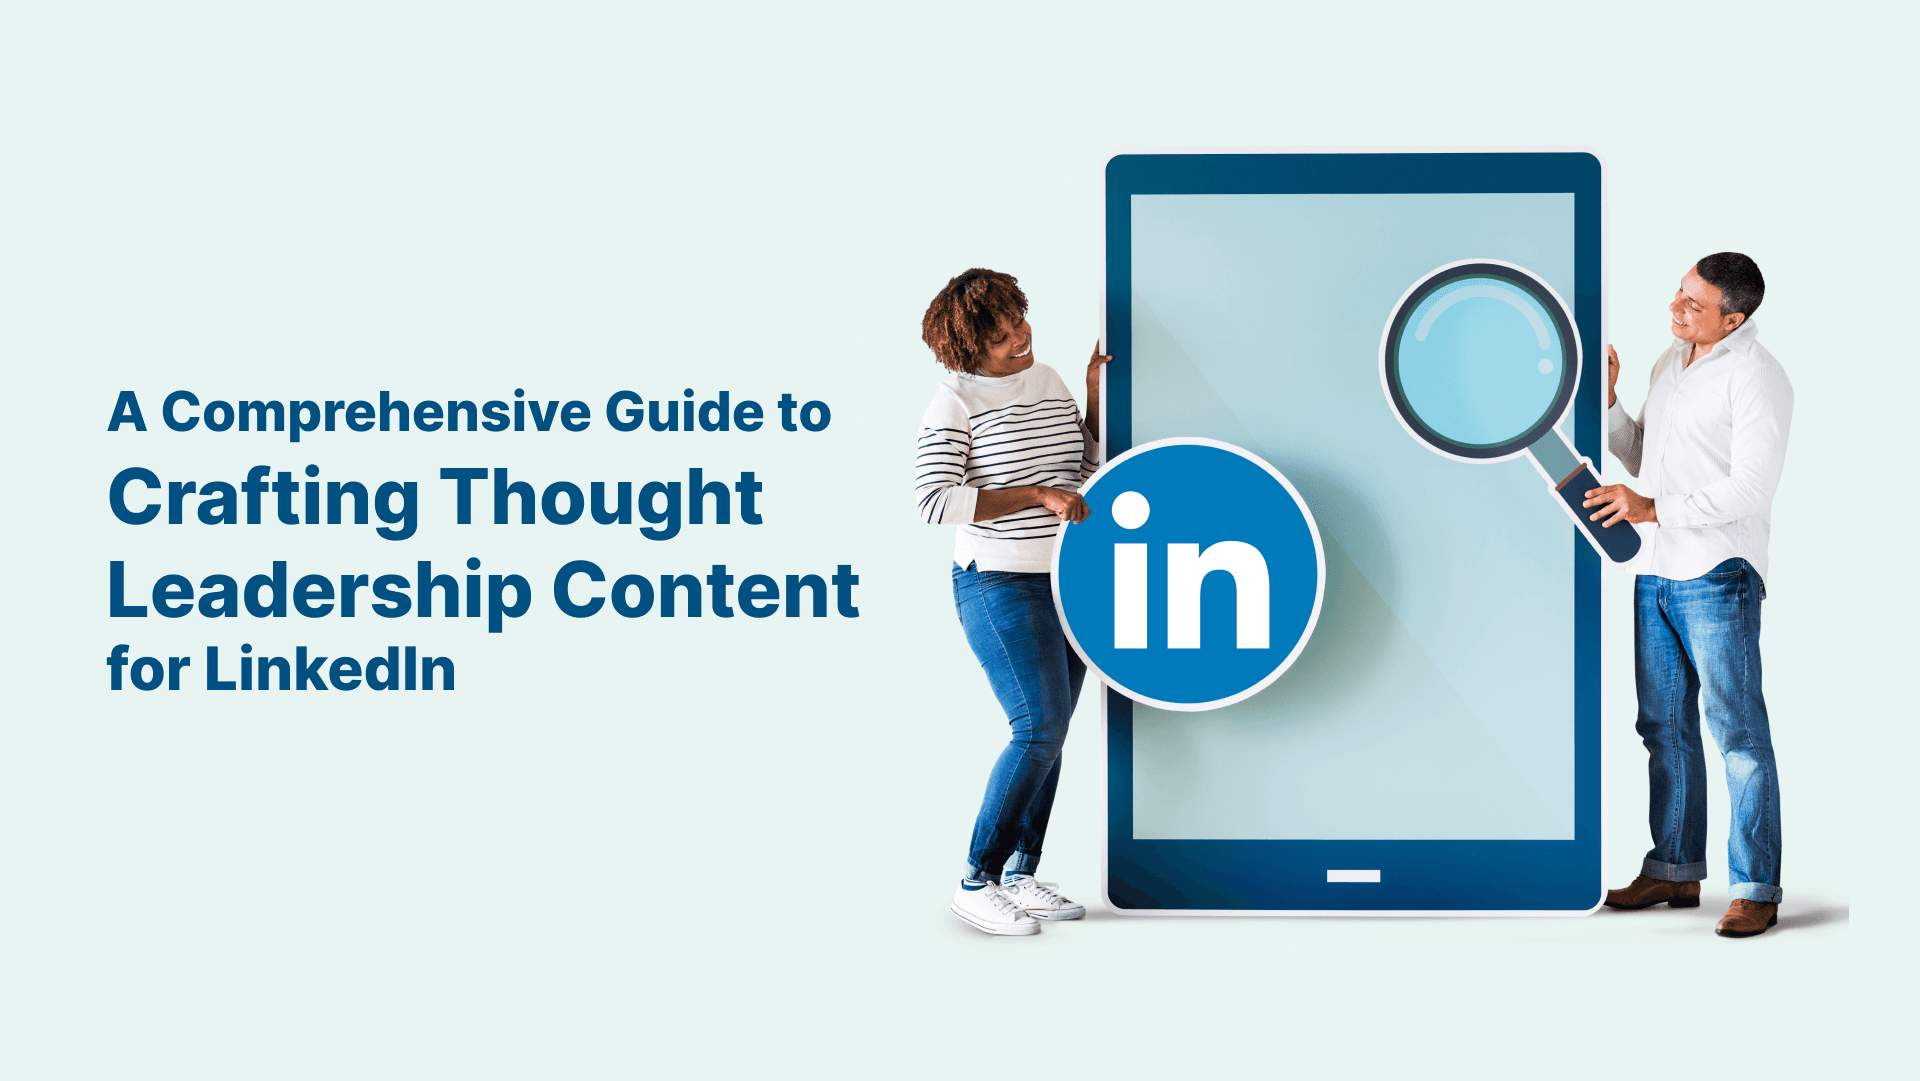 A Comprehensive Guide to
Crafting Thought
Leadership Content
for LinkedIn
in